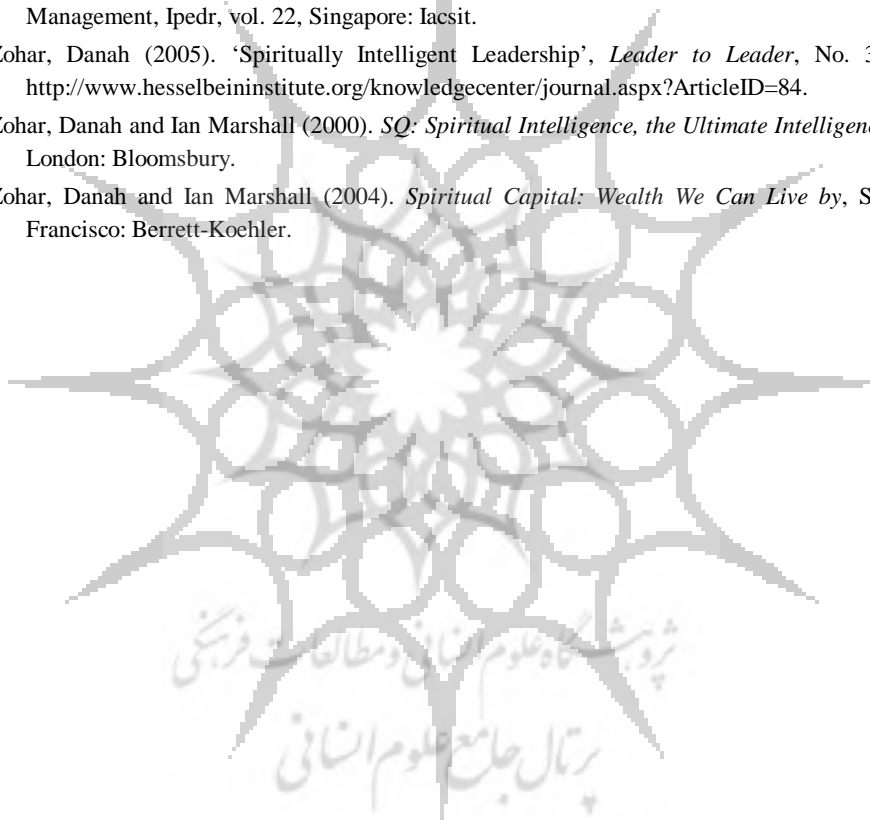 Management, Ipedr, vol. 22, Singapore: Iacsit.
Zohar, Danah (2005). ‘Spiritually Intelligent Leadership’, Leader to Leader, No. 3
http://www.hesselbeininstitute.org/knowledgecenter/journal.aspx?ArticleID=84.
Zohar, Danah and Ian Marshall (2000). SQ: Spiritual Intelligence, the Ultimate Intelligenc
London: Bloomsbury.
Zohar, Danah and Ian Marshall (2004). Spiritual Capital: Wealth We Can Live by, S
Francisco: Berrett-Koehler.
پژوهشگاه علوم انسانی و مطالعات فرهنگی
پرتال جامع علوم انسانی